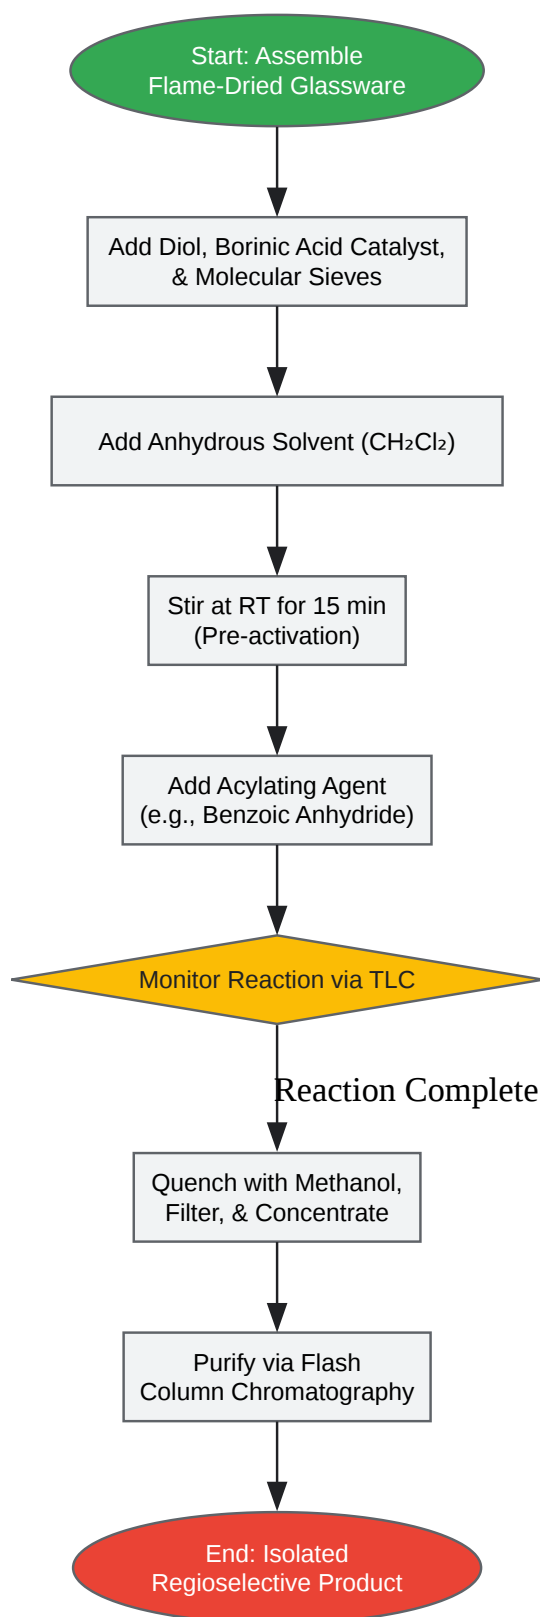 Start: Assemble
Flame-Dried Glassware
Add Diol, Borinic Acid Catalyst,
& Molecular Sieves
Add Anhydrous Solvent (CH₂Cl₂)
Stir at RT for 15 min
(Pre-activation)
Add Acylating Agent
(e.g., Benzoic Anhydride)
Monitor Reaction via TLC
Reaction Complete
Quench with Methanol,
Filter, & Concentrate
Purify via Flash
Column Chromatography
End: Isolated
Regioselective Product